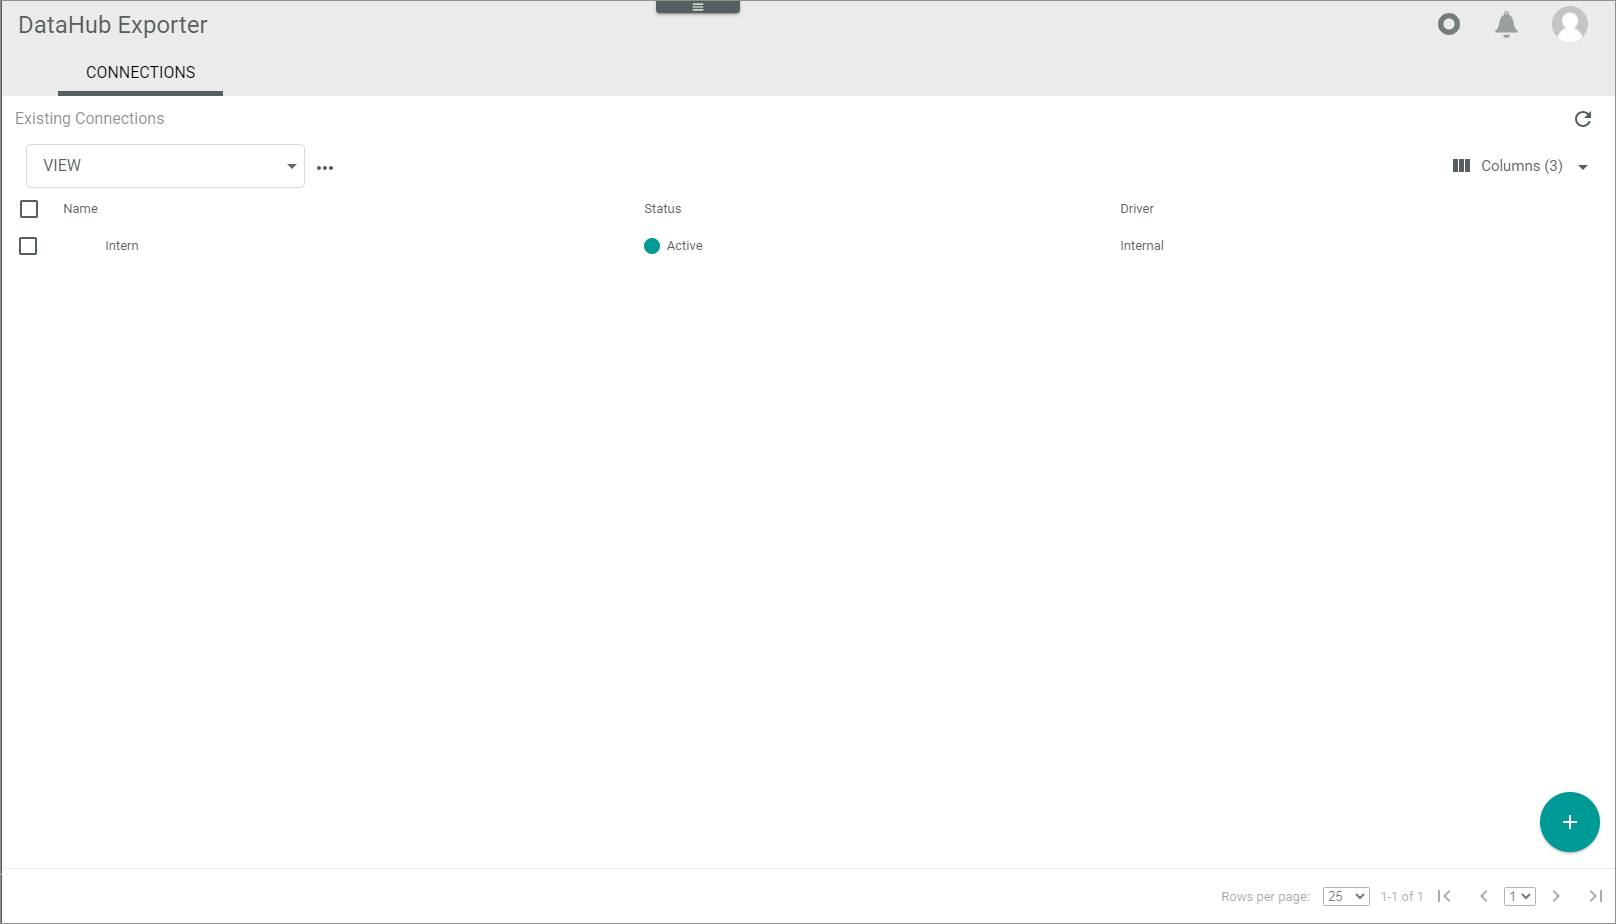 DataHub Exporter
CONNECTIONS
Existing Connections
VIEW
Columns (3)
Name Status Driver
Intern Active Internal
Rows per page: 25 1-1 of 1 1